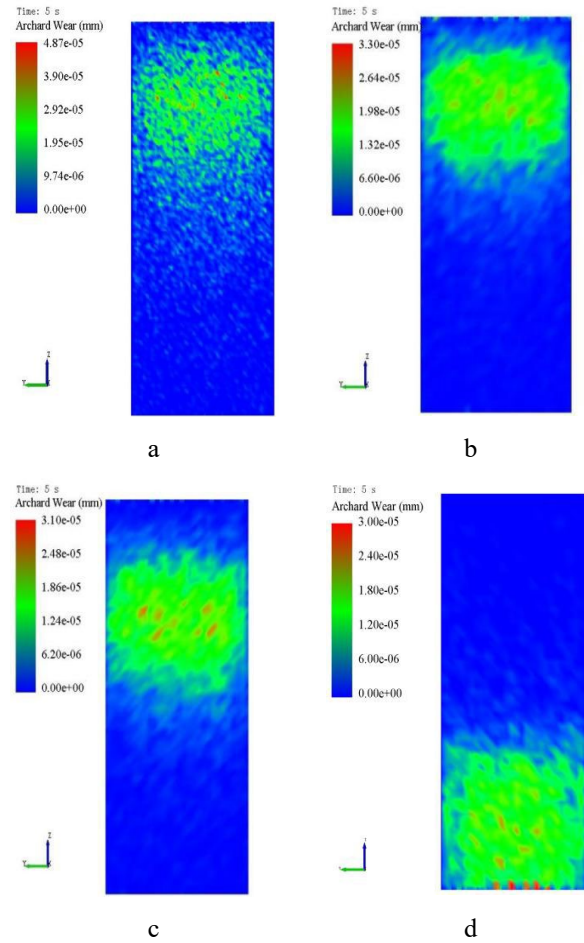 Time: 5 s
Archard Wear (mm)
4.87e-05
3.90e-05
2.92e-05
1.95e-05
9.74e-06
0.00e+00
Z
Y
a
Time: 5 s
Archard Wear (mm)
3.30e-05
2.64e-05
1.98e-05
1.32e-05
6.60e-06
0.00e+00
Z
Y X
b
Time: 5 s
Archard Wear (mm)
3.10e-05
2.48e-05
1.86e-05
1.24e-05
6.20e-06
0.00e+00
Z
Y X
c
Time: 5 s
Archard Wear (mm)
3.00e-05
2.40e-05
1.80e-05
1.20e-05
6.00e-06
0.00e+00
d